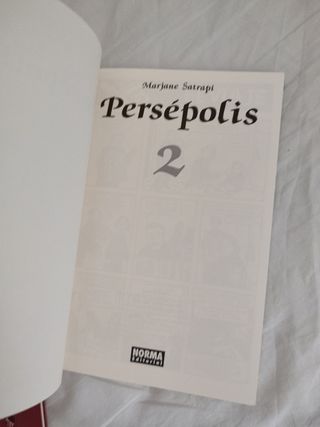 Marjane Satrapi
Persépolis
2
NORMA
Editorial